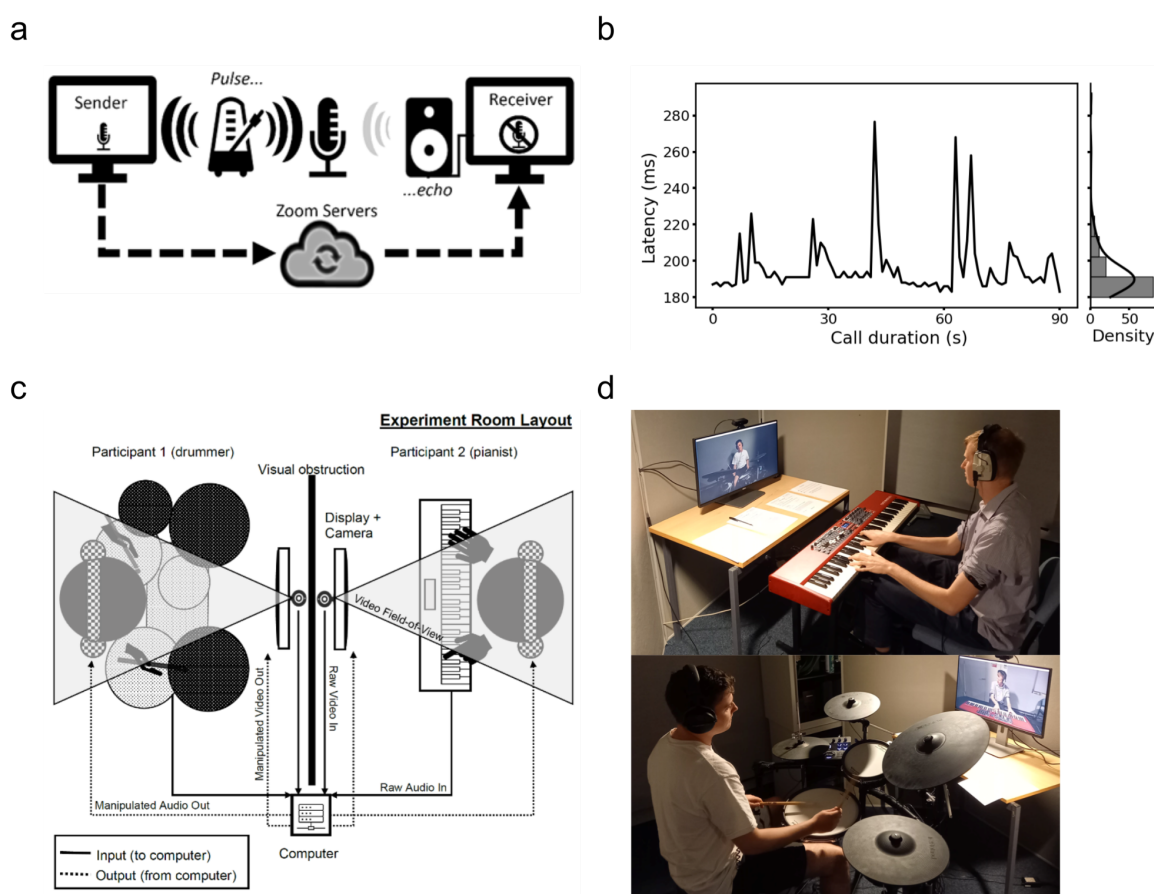 a
Pulse...
Sender
Receiver
...echo
Zoom Servers
b
Latency (ms)
280
260
240
220
200
180
0
30
60
90
Call duration (s)
0
50
Density
c
Experiment Room Layout
Participant 1 (drummer)
Participant 2 (pianist)
Visual obstruction
Display +
Camera
Video Field-of-View
Manipulated Video Out
Raw Video In
Raw Audio In
Manipulated Audio Out
Computer
Input (to computer)
Output (from computer)
d